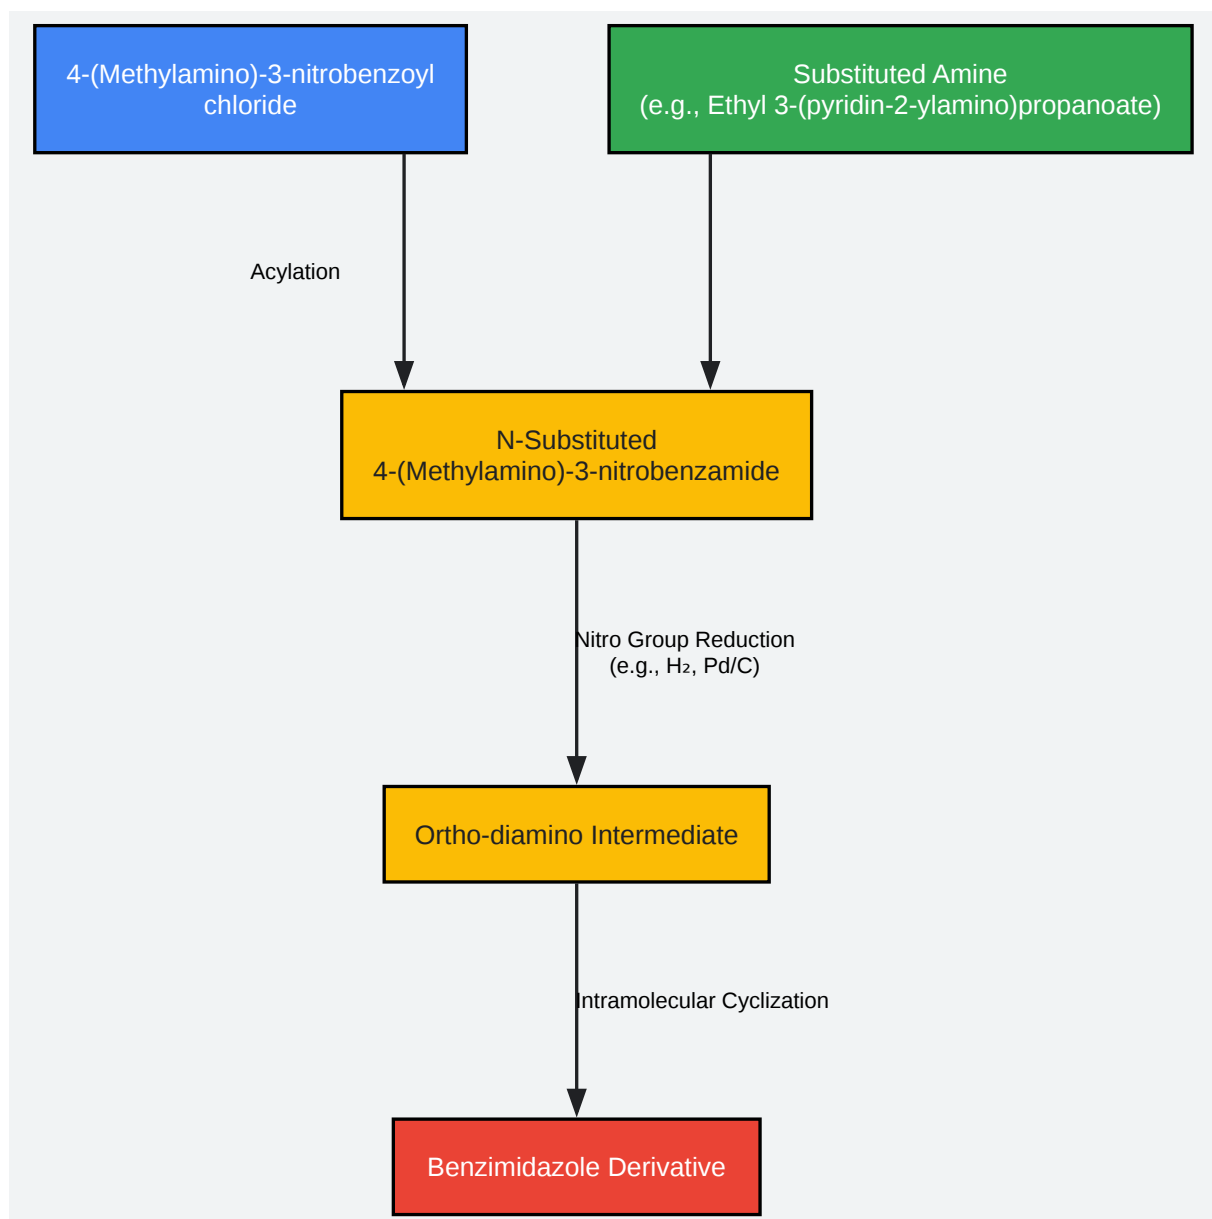 4-(Methylamino)-3-nitrobenzoyl
chloride
Substituted Amine
(e.g., Ethyl 3-(pyridin-2-ylamino)propanoate)
Acylation
N-Substituted
4-(Methylamino)-3-nitrobenzamide
Nitro Group Reduction
(e.g., H₂, Pd/C)
Ortho-diamino Intermediate
Intramolecular Cyclization
Benzimidazole Derivative